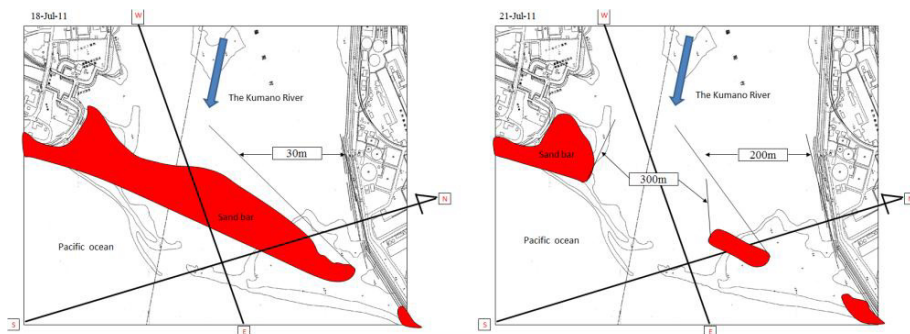 18-Jul-11
W
The Kumano River
30m
N
Sand bar
Pacific ocean
S
E
21-Jul-11
W
The Kumano River
Sand bar
200m
300m
N
Pacific ocean
S
E